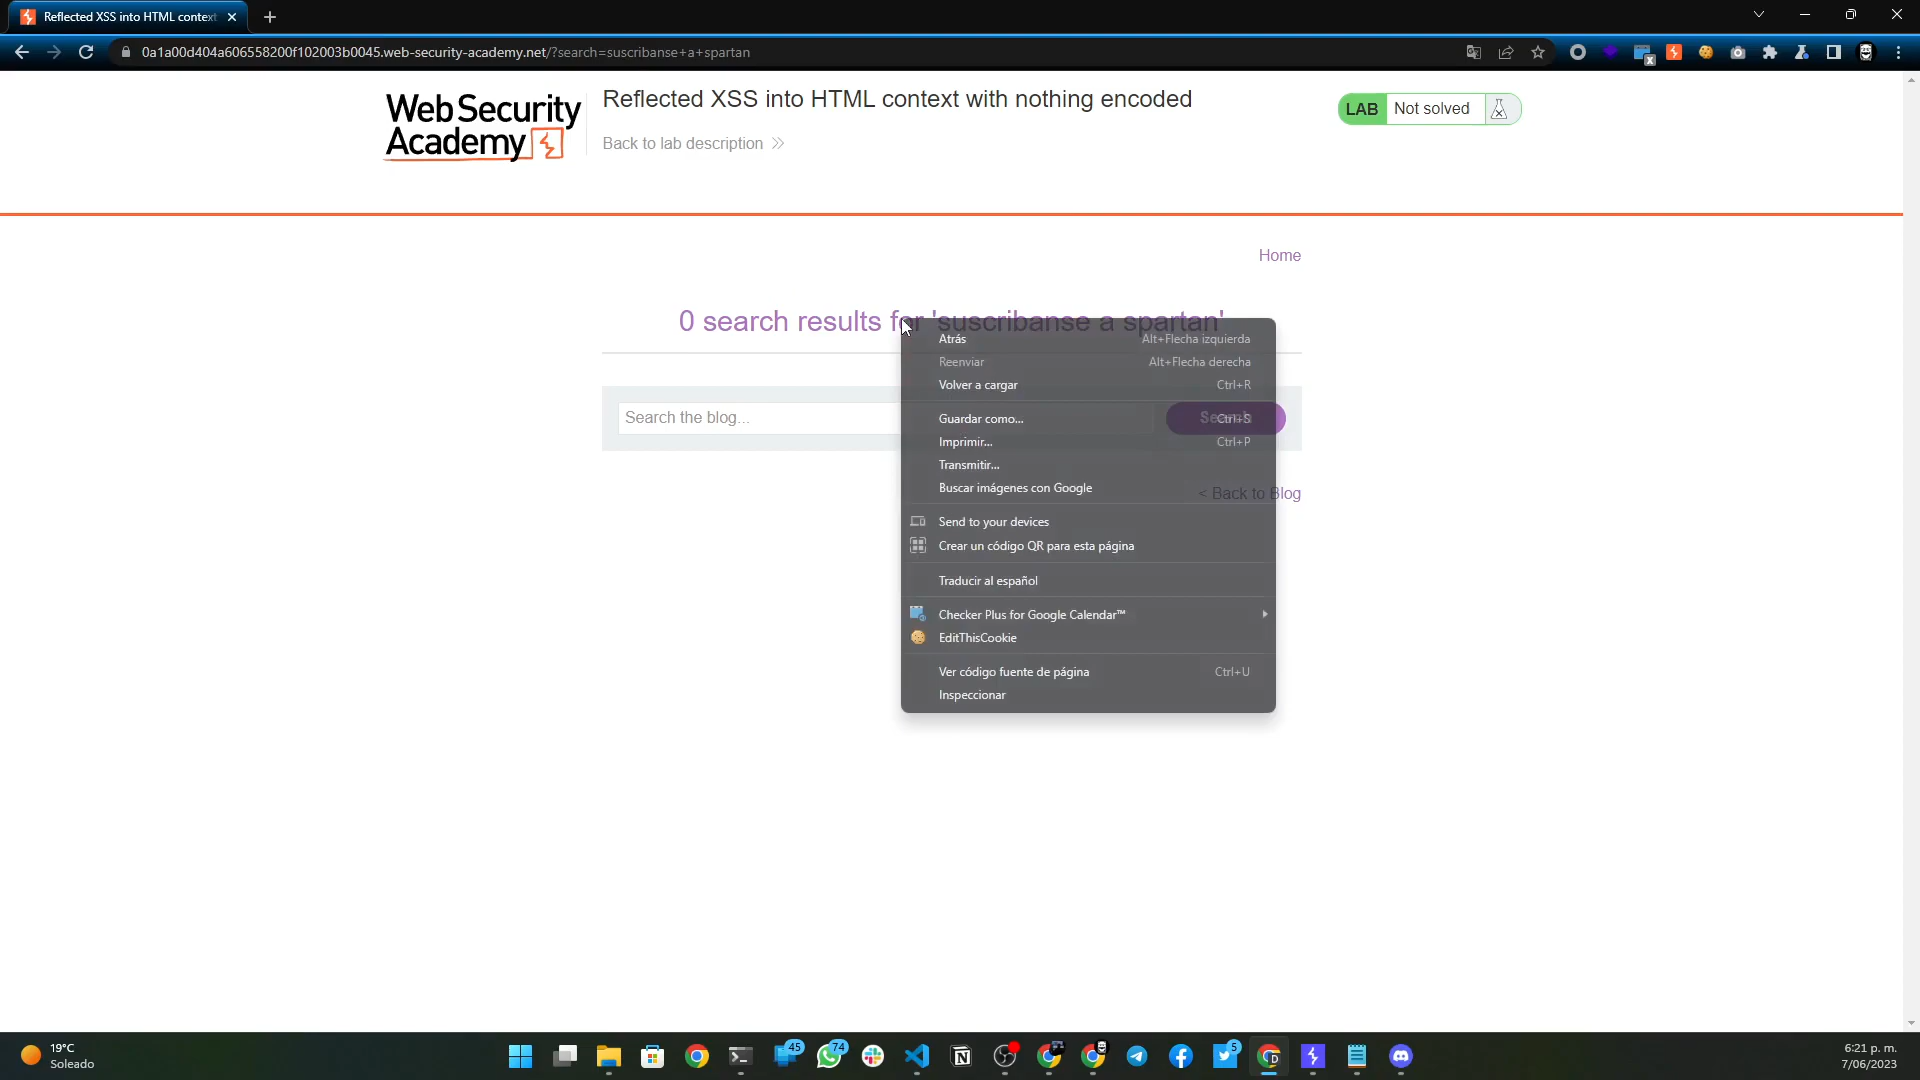 Reflected XSS into HTML context
0a1a00d404a606558200f102003b0045.web-security-academy.net/?search=suscribanse+a+spartan
WebSecurity
Academy
Reflected XSS into HTML context with nothing encoded
Back to lab description
LAB Not solved
Home
0 search results for 'suscribanse a spartan'
Search the blog...
Search
< Back to Blog
Atrás Alt+Flecha izquierda
Reenviar Alt+Flecha derecha
Volver a cargar Ctrl+R
Guardar como... Ctrl+S
Imprimir... Ctrl+P
Transmitir...
Buscar imágenes con Google
Send to your devices
Crear un código QR para esta página
Traducir al español
Checker Plus for Google Calendar™
EditThisCookie
Ver código fuente de página Ctrl+U
Inspeccionar
19°C
Soleado
45
74
5
6:21 p. m.
7/06/2023